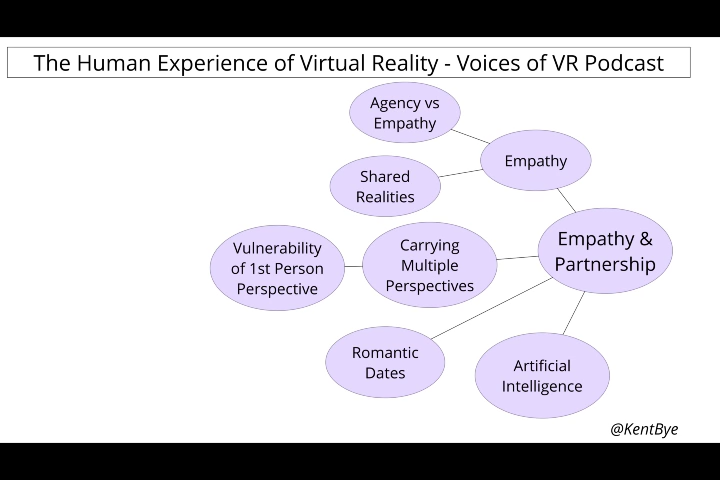 The Human Experience of Virtual Reality - Voices of VR Podcast
Agency vs
Empathy
Empathy
Shared
Realities
Empathy &
Partnership
Carrying
Multiple
Perspectives
Vulnerability
of 1st Person
Perspective
Romantic
Dates
Artificial
Intelligence
@KentBye